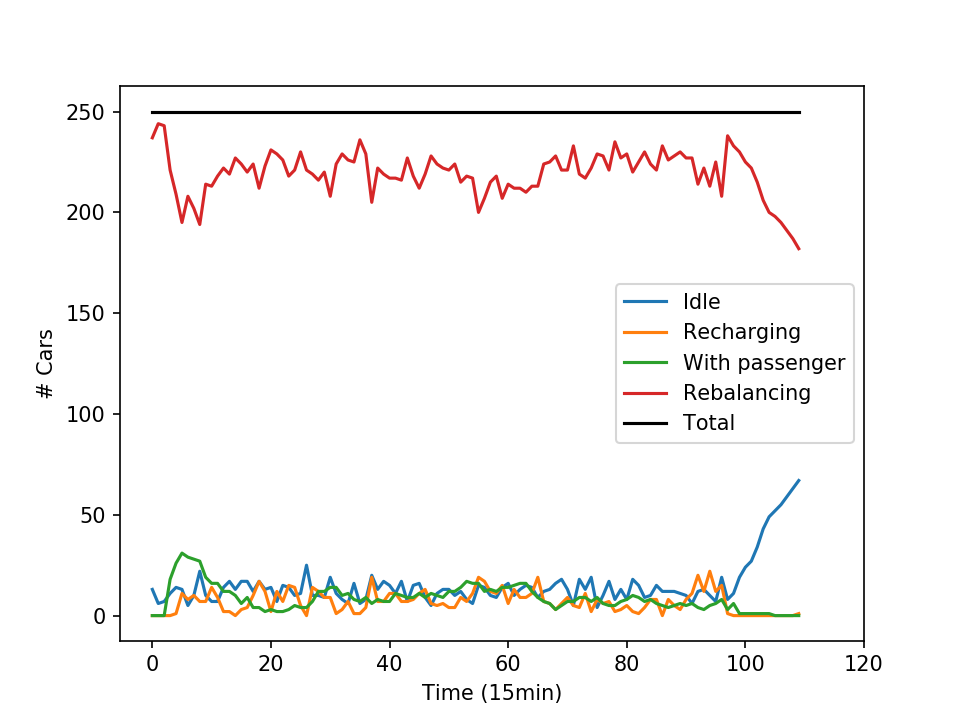 250
200
150
100
50
0
# Cars
Idle
Recharging
With passenger
Rebalancing
Total
0 20 40 60 80 100 120
Time (15min)